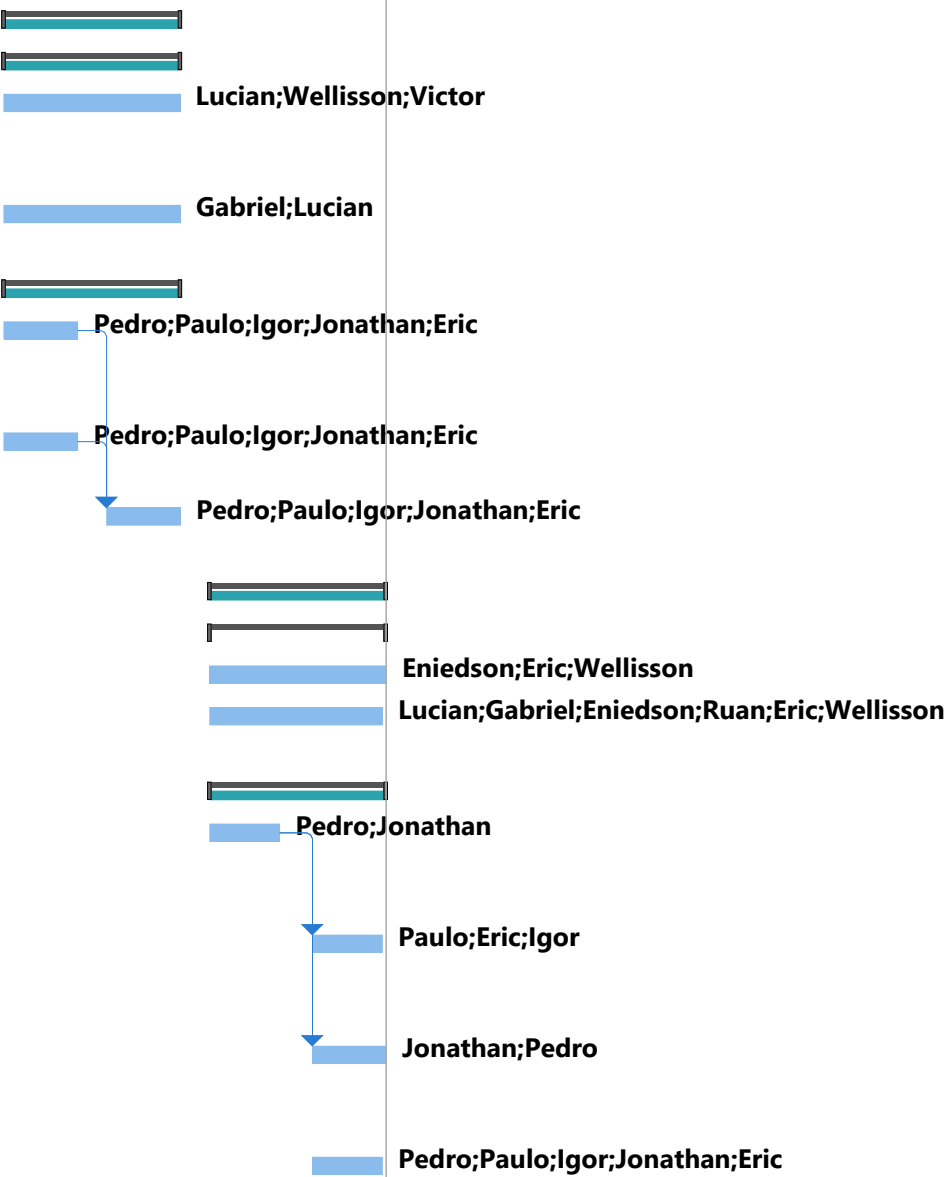 Lucian;Wellisson;Victor
Gabriel;Lucian
Pedro;Paulo;Igor;Jonathan;Eric
Pedro;Paulo;Igor;Jonathan;Eric
Pedro;Paulo;Igor;Jonathan;Eric
Eniedson;Eric;Wellisson
Lucian;Gabriel;Eniedson;Ruan;Eric;Wellisson
Pedro;Jonathan
Paulo;Eric;Igor
Jonathan;Pedro
Pedro;Paulo;Igor;Jonathan;Eric